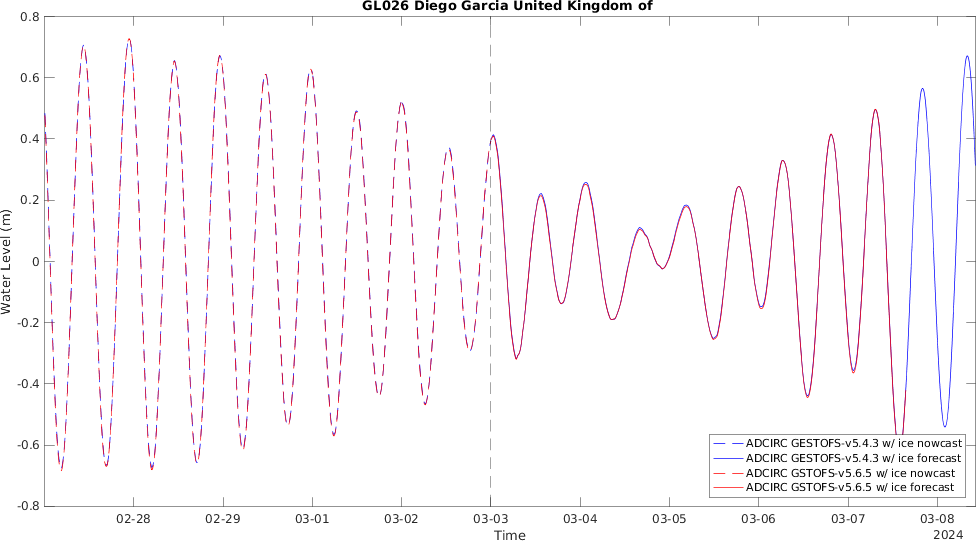 GL026 Diego Garcia United Kingdom of
0.8
0.6
0.4
0.2
0
-0.2
-0.4
-0.6
-0.8
Water Level (m)
ADCIRC GESTOFS-v5.4.3 w/ ice nowcast
ADCIRC GESTOFS-v5.4.3 w/ ice forecast
ADCIRC GSTOFS-v5.6.5 w/ ice nowcast
ADCIRC GSTOFS-v5.6.5 w/ ice forecast
02-28 02-29 03-01 03-02 03-03 03-04 03-05 03-06 03-07 03-08
Time 2024